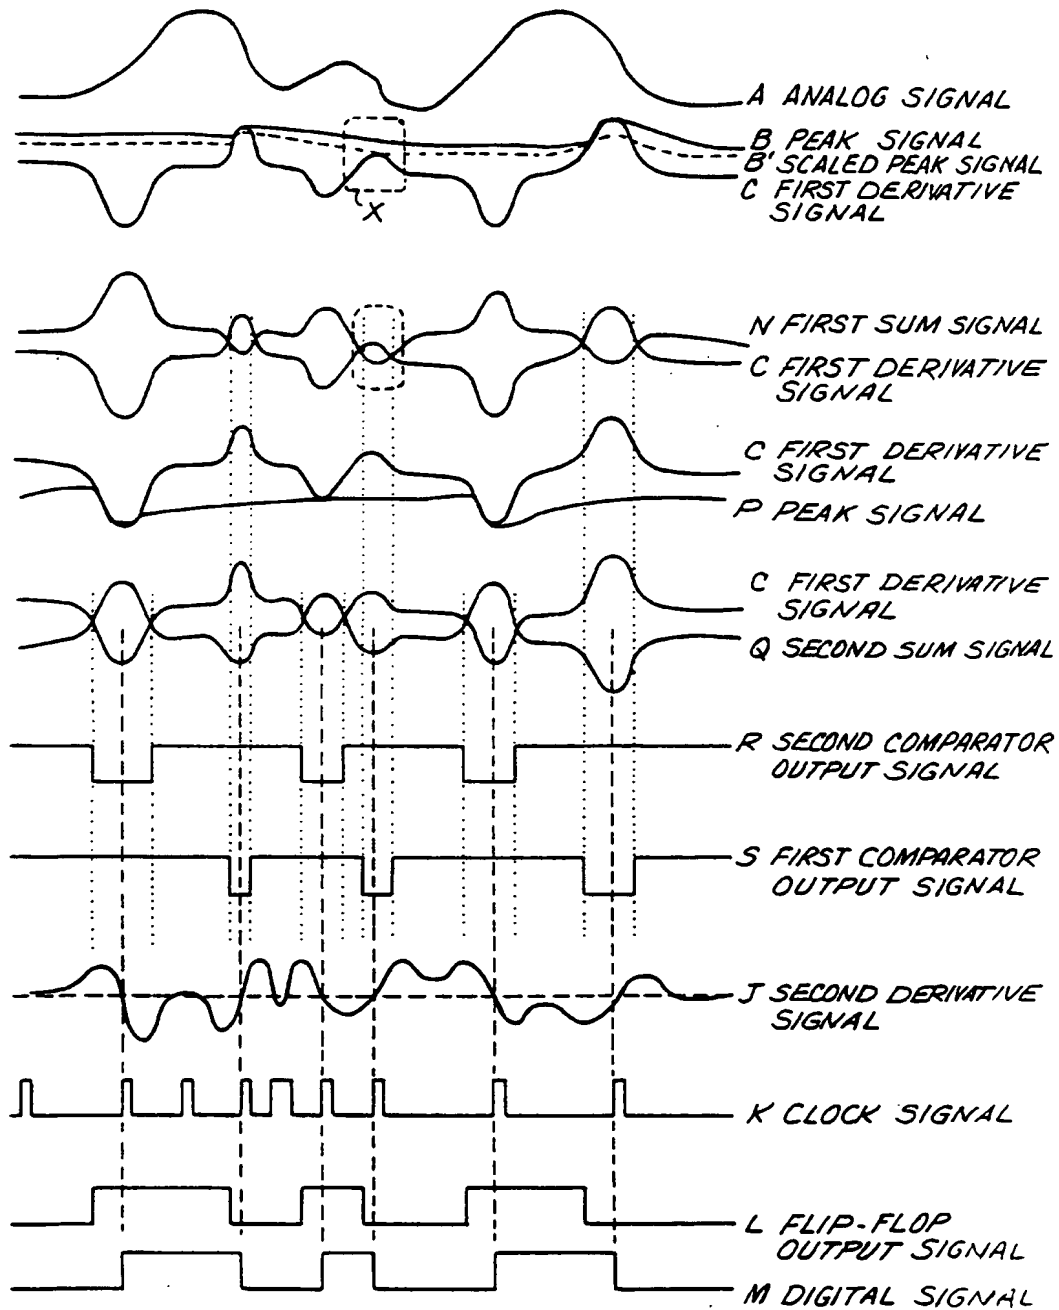 A ANALOG SIGNAL
B PEAK SIGNAL
B' SCALED PEAK SIGNAL
C FIRST DERIVATIVE
SIGNAL
X
N FIRST SUM SIGNAL
C FIRST DERIVATIVE
SIGNAL
C FIRST DERIVATIVE
SIGNAL
P PEAK SIGNAL
C FIRST DERIVATIVE
SIGNAL
Q SECOND SUM SIGNAL
R SECOND COMPARATOR
OUTPUT SIGNAL
S FIRST COMPARATOR
OUTPUT SIGNAL
J SECOND DERIVATIVE
SIGNAL
K CLOCK SIGNAL
L FLIP-FLOP
OUTPUT SIGNAL
M DIGITAL SIGNAL